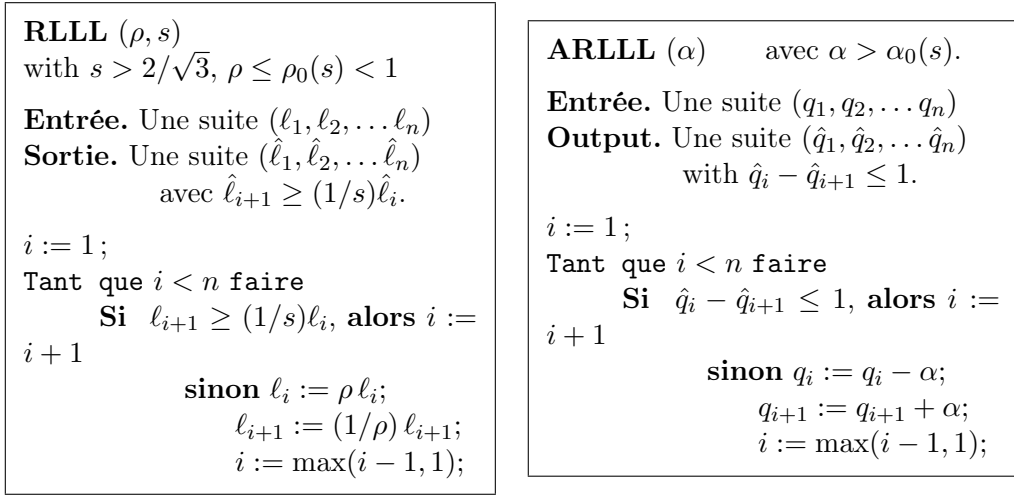 RLLL (ρ, s)
with s > 2/√3, ρ ≤ ρ₀(s) < 1
Entrée. Une suite (ℓ₁, ℓ₂, … ℓₙ)
Sortie. Une suite (ℓ̂₁, ℓ̂₂, … ℓ̂ₙ)
avec ℓ̂ᵢ₊₁ ≥ (1/s)ℓ̂ᵢ.
i := 1 ;
Tant que i < n faire
Si ℓᵢ₊₁ ≥ (1/s)ℓᵢ, alors i :=
i + 1
sinon ℓᵢ := ρ ℓᵢ;
ℓᵢ₊₁ := (1/ρ) ℓᵢ₊₁;
i := max(i − 1, 1);
ARLLL (α) avec α > α₀(s).
Entrée. Une suite (q₁, q₂, … qₙ)
Output. Une suite (q̂₁, q̂₂, … q̂ₙ)
with q̂ᵢ − q̂ᵢ₊₁ ≤ 1.
i := 1 ;
Tant que i < n faire
Si q̂ᵢ − q̂ᵢ₊₁ ≤ 1, alors i :=
i + 1
sinon qᵢ := qᵢ − α;
qᵢ₊₁ := qᵢ₊₁ + α;
i := max(i − 1, 1);